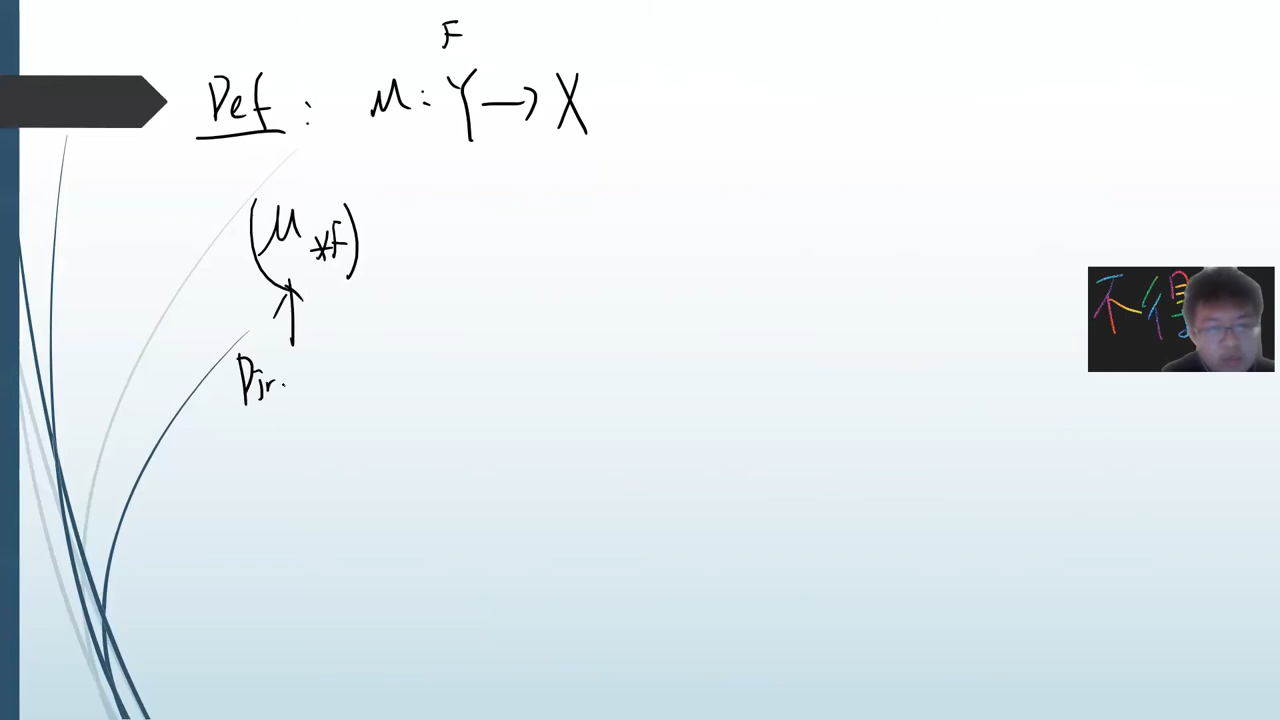 F
Def : μ: Y → X
(μ_*F)
↑
Dir.
不得